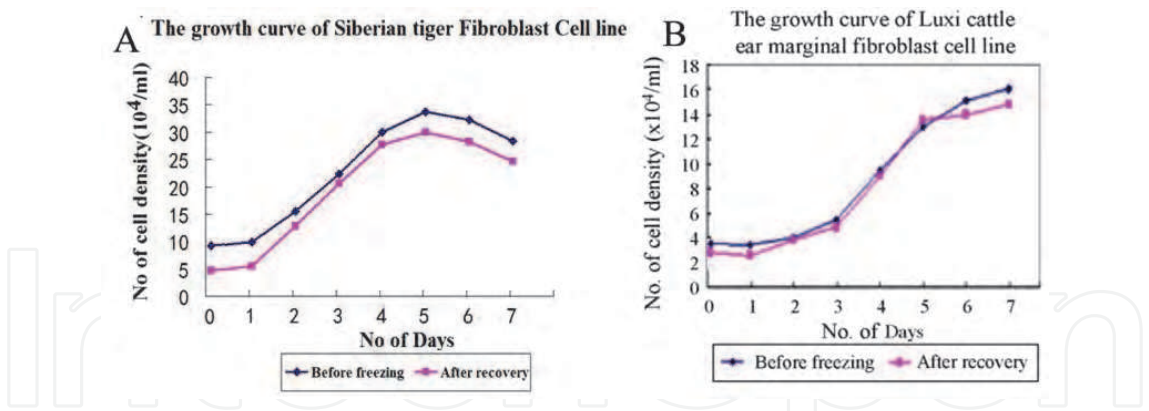 A
The growth curve of Siberian tiger Fibroblast Cell line
No of cell density(10⁴/ml)
40
35
30
25
20
15
10
5
0
0 1 2 3 4 5 6 7
No of Days
Before freezing After recovery
B
The growth curve of Luxi cattle
ear marginal fibroblast cell line
No. of cell density (x10⁴/ml)
18
16
14
12
10
8
6
4
2
0
0 1 2 3 4 5 6 7
No. of Days
Before freezing After recovery